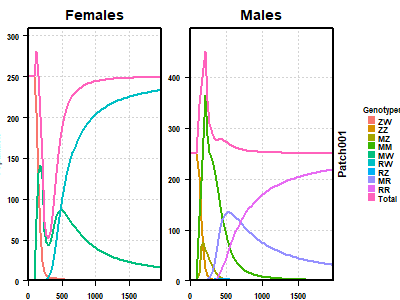 Females
Males
300
250
200
150
100
50
0
0
500
1000
1500
400
300
200
100
0
0
500
1000
1500
Patch001
Genotypes
ZW
ZZ
MZ
MM
MW
RW
RZ
MR
RR
Total